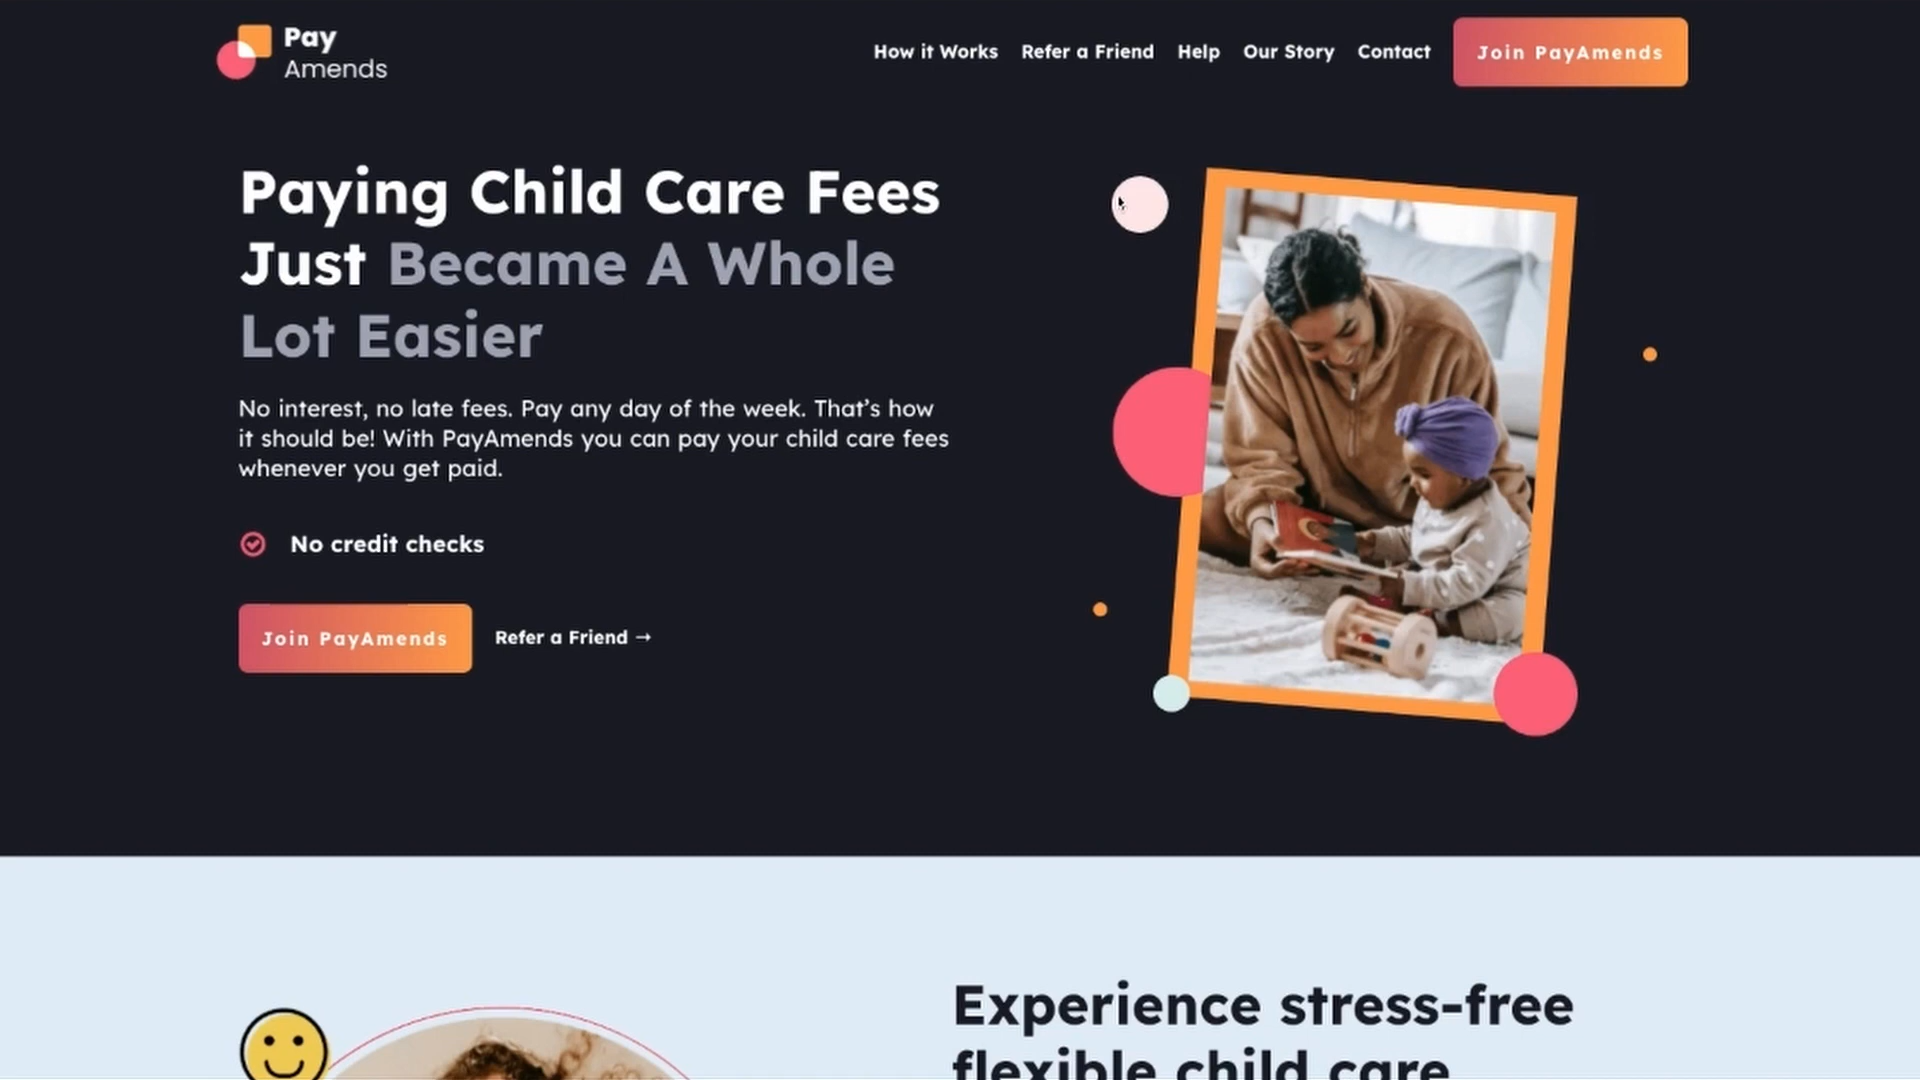 Pay
Amends
How it Works
Refer a Friend
Help
Our Story
Contact
Join PayAmends
Paying Child Care Fees
Just Became A Whole
Lot Easier
No interest, no late fees. Pay any day of the week. That’s how
it should be! With PayAmends you can pay your child care fees
whenever you get paid.
No credit checks
Join PayAmends
Refer a Friend →
Experience stress-free
flexible child care